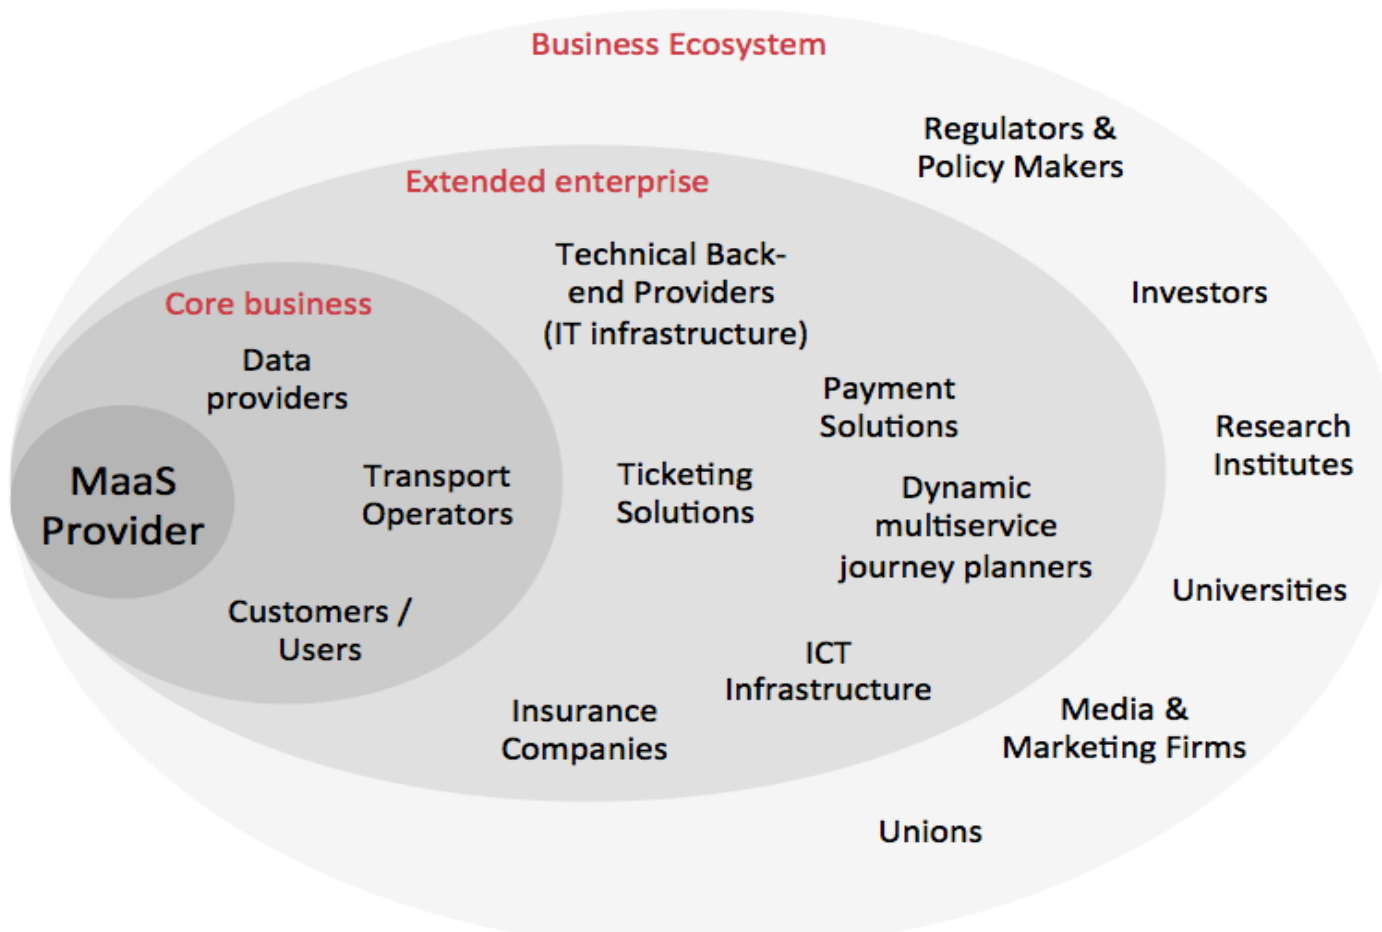 Business Ecosystem
Regulators &
Policy Makers
Extended enterprise
Technical Back-
end Providers
(IT infrastructure)
Investors
Core business
Data
providers
Payment
Solutions
Research
Institutes
MaaS
Provider
Transport
Operators
Ticketing
Solutions
Dynamic
multiservice
journey planners
Universities
Customers /
Users
ICT
Infrastructure
Insurance
Companies
Media &
Marketing Firms
Unions